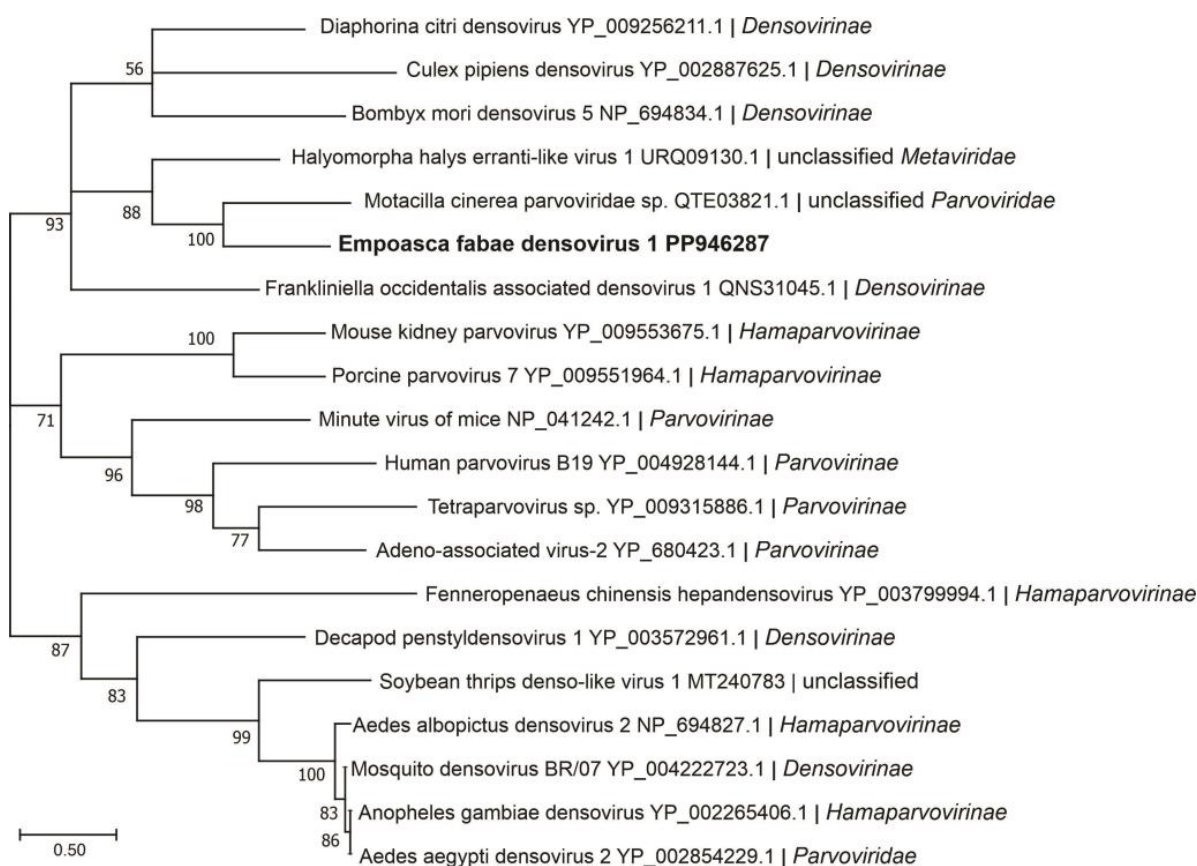 Diaphorina citri densovirus YP_009256211.1 | Densovirinae
56
Culex pipiens densovirus YP_002887625.1 | Densovirinae
Bombyx mori densovirus 5 NP_694834.1 | Densovirinae
Halyomorpha halys erranti-like virus 1 URQ09130.1 | unclassified Metaviridae
Motacilla cinerea parvoviridae sp. QTE03821.1 | unclassified Parvoviridae
88
93
100
Empoasca fabae densovirus 1 PP946287
Frankliniella occidentalis associated densovirus 1 QNS31045.1 | Densovirinae
100
Mouse kidney parvovirus YP_009553675.1 | Hamaparvovirinae
Porcine parvovirus 7 YP_009551964.1 | Hamaparvovirinae
71
Minute virus of mice NP_041242.1 | Parvovirinae
96
Human parvovirus B19 YP_004928144.1 | Parvovirinae
98
Tetraparvovirus sp. YP_009315886.1 | Parvovirinae
77
Adeno-associated virus-2 YP_680423.1 | Parvovirinae
Fenneropenaeus chinensis hepandensovirus YP_003799994.1 | Hamaparvovirinae
87
Decapod penstyldensovirus 1 YP_003572961.1 | Densovirinae
83
Soybean thrips denso-like virus 1 MT240783 | unclassified
99
Aedes albopictus densovirus 2 NP_694827.1 | Hamaparvovirinae
100
Mosquito densovirus BR/07 YP_004222723.1 | Densovirinae
83
Anopheles gambiae densovirus YP_002265406.1 | Hamaparvovirinae
86
Aedes aegypti densovirus 2 YP_002854229.1 | Parvoviridae
0.50